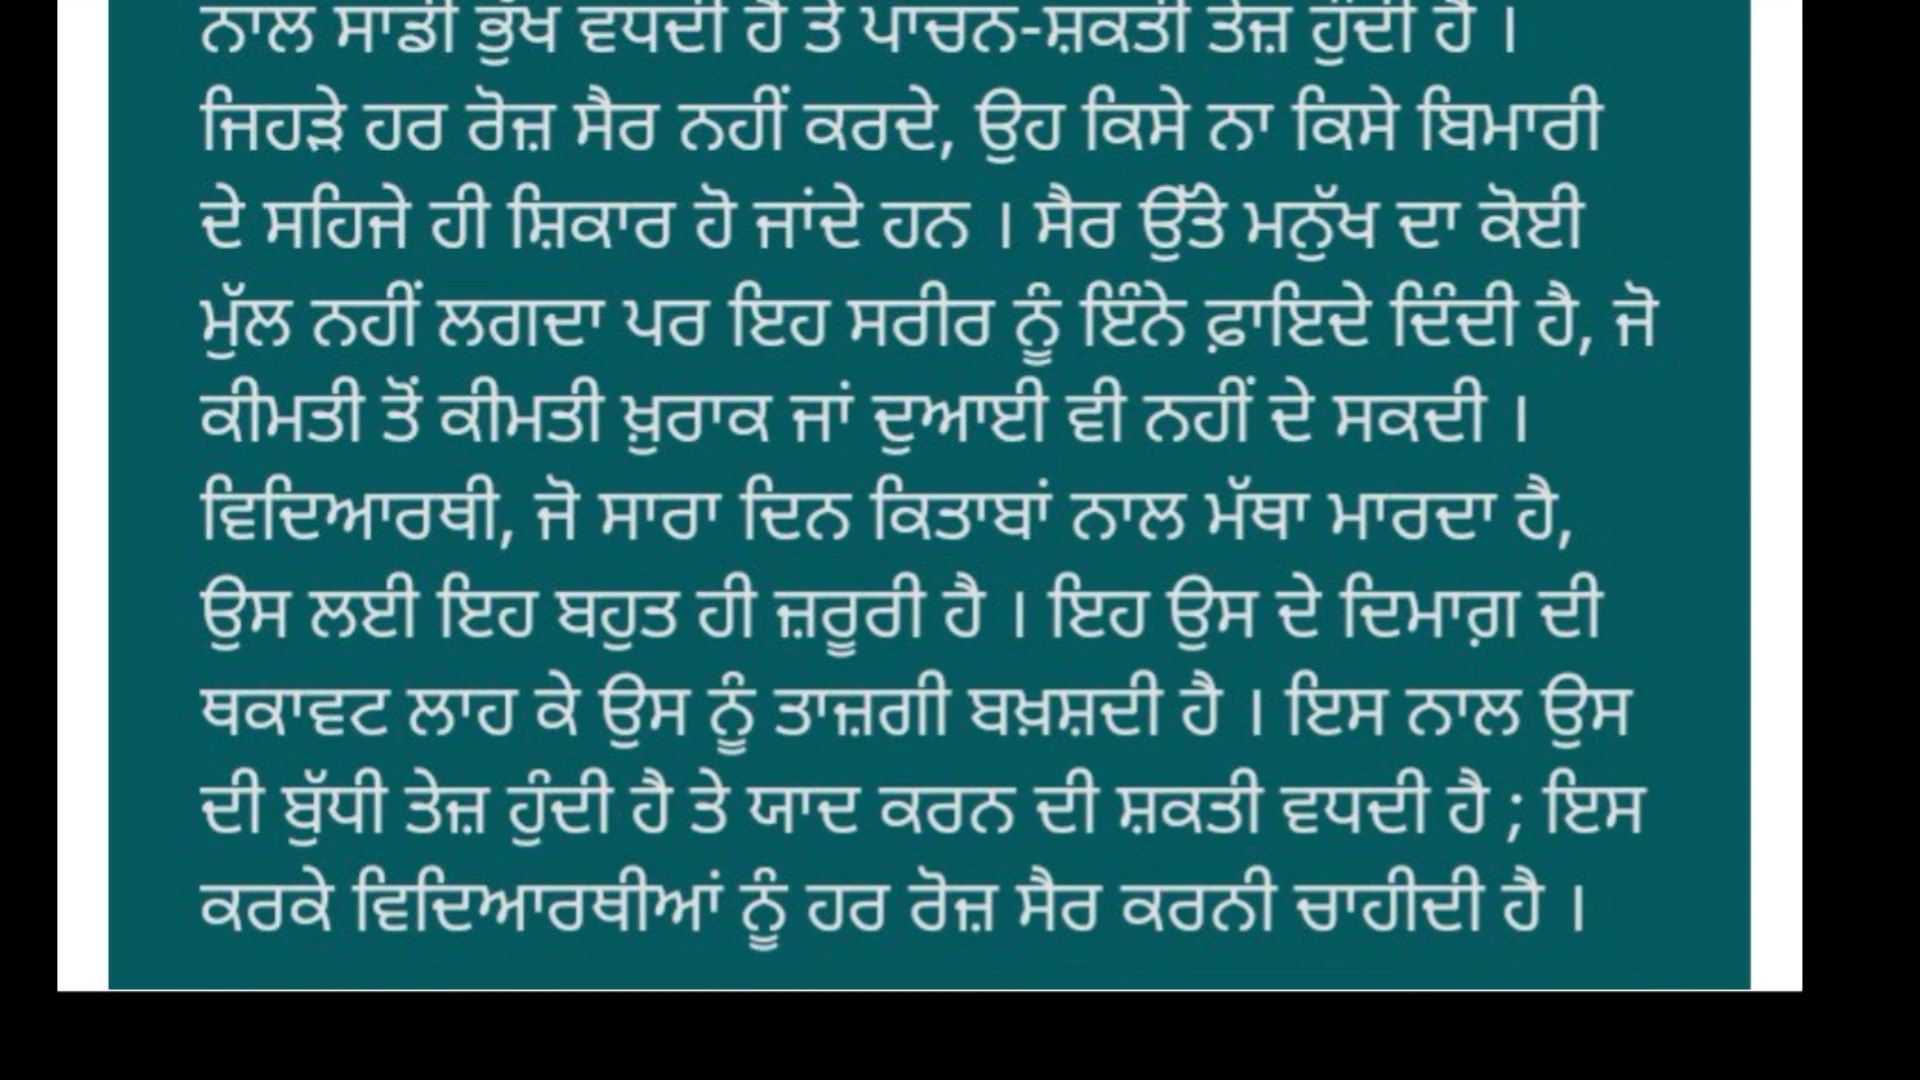 ਨਾਲ ਸਾਡੀ ਭੁੱਖ ਵਧਦੀ ਹੈ ਤੇ ਪਾਚਨ-ਸ਼ਕਤੀ ਤੇਜ਼ ਹੁੰਦੀ ਹੈ ।
ਜਿਹੜੇ ਹਰ ਰੋਜ਼ ਸੈਰ ਨਹੀਂ ਕਰਦੇ, ਉਹ ਕਿਸੇ ਨਾ ਕਿਸੇ ਬਿਮਾਰੀ
ਦੇ ਸਹਿਜੇ ਹੀ ਸ਼ਿਕਾਰ ਹੋ ਜਾਂਦੇ ਹਨ । ਸੈਰ ਉੱਤੇ ਮਨੁੱਖ ਦਾ ਕੋਈ
ਮੁੱਲ ਨਹੀਂ ਲਗਦਾ ਪਰ ਇਹ ਸਰੀਰ ਨੂੰ ਇੰਨੇ ਫ਼ਾਇਦੇ ਦਿੰਦੀ ਹੈ, ਜੋ
ਕੀਮਤੀ ਤੋਂ ਕੀਮਤੀ ਖ਼ੁਰਾਕ ਜਾਂ ਦੁਆਈ ਵੀ ਨਹੀਂ ਦੇ ਸਕਦੀ ।
ਵਿਦਿਆਰਥੀ, ਜੋ ਸਾਰਾ ਦਿਨ ਕਿਤਾਬਾਂ ਨਾਲ ਮੱਥਾ ਮਾਰਦਾ ਹੈ,
ਉਸ ਲਈ ਇਹ ਬਹੁਤ ਹੀ ਜ਼ਰੂਰੀ ਹੈ । ਇਹ ਉਸ ਦੇ ਦਿਮਾਗ਼ ਦੀ
ਥਕਾਵਟ ਲਾਹ ਕੇ ਉਸ ਨੂੰ ਤਾਜ਼ਗੀ ਬਖ਼ਸ਼ਦੀ ਹੈ । ਇਸ ਨਾਲ ਉਸ
ਦੀ ਬੁੱਧੀ ਤੇਜ਼ ਹੁੰਦੀ ਹੈ ਤੇ ਯਾਦ ਕਰਨ ਦੀ ਸ਼ਕਤੀ ਵਧਦੀ ਹੈ ; ਇਸ
ਕਰਕੇ ਵਿਦਿਆਰਥੀਆਂ ਨੂੰ ਹਰ ਰੋਜ਼ ਸੈਰ ਕਰਨੀ ਚਾਹੀਦੀ ਹੈ ।